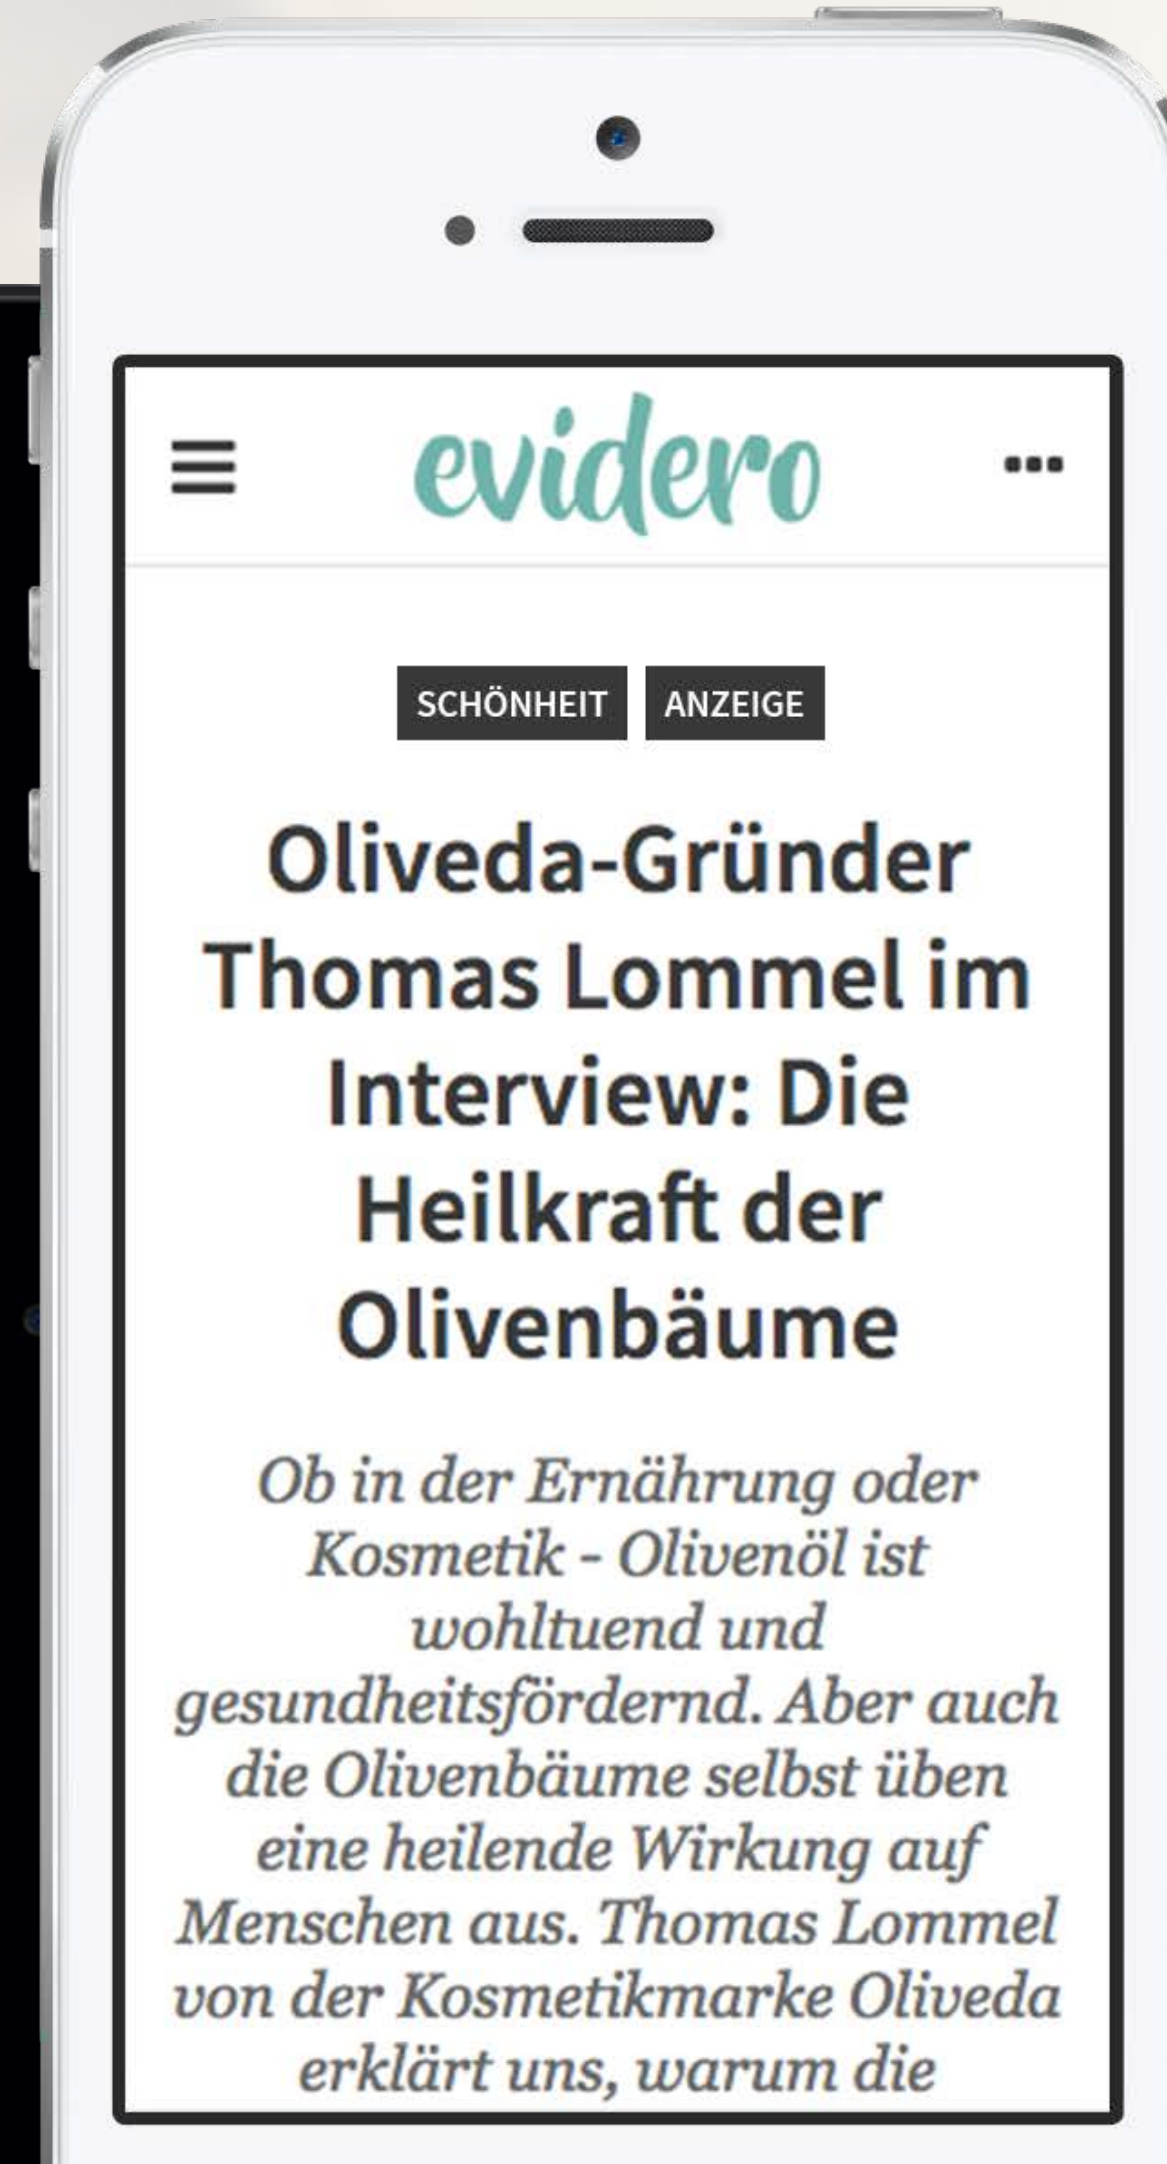 evidero
SCHÖNHEIT ANZEIGE
Oliveda-Gründer
Thomas Lommel im
Interview: Die
Heilkraft der
Olivenbäume
Ob in der Ernährung oder
Kosmetik - Olivenöl ist
wohltuend und
gesundheitsfördernd. Aber auch
die Olivenbäume selbst üben
eine heilende Wirkung auf
Menschen aus. Thomas Lommel
von der Kosmetikmarke Oliveda
erklärt uns, warum die